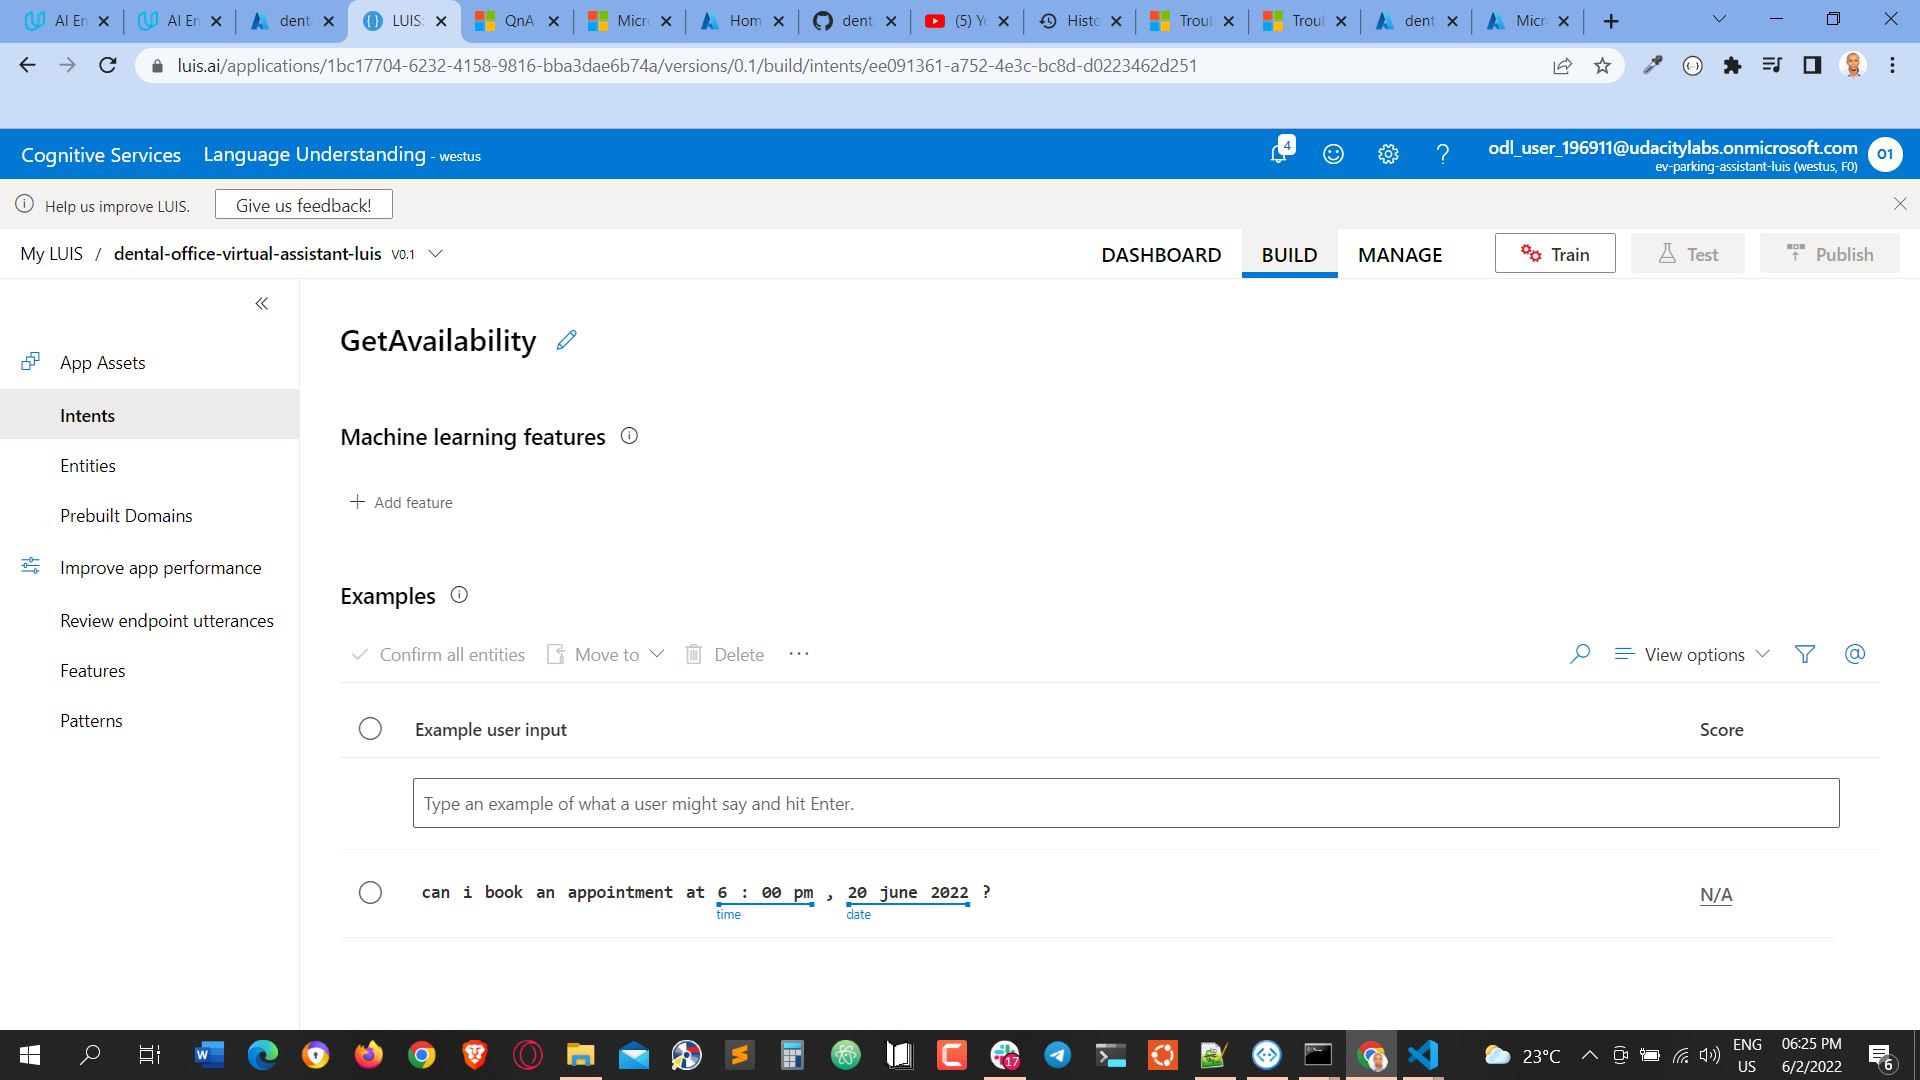 AI En
AI En
dent
LUIS:
QnA
Micro
Hom
dent
(5) Yo
Histo
Troul
Troul
dent
Micro
luis.ai/applications/1bc17704-6232-4158-9816-bba3dae6b74a/versions/0.1/build/intents/ee091361-a752-4e3c-bc8d-d0223462d251
Cognitive Services Language Understanding - westus
4
odl_user_196911@udacitylabs.onmicrosoft.com
ev-parking-assistant-luis (westus, F0)
O1
Help us improve LUIS. Give us feedback!
My LUIS / dental-office-virtual-assistant-luis V0.1
DASHBOARD BUILD MANAGE Train Test Publish
App Assets
Intents
Entities
Prebuilt Domains
Improve app performance
Review endpoint utterances
Features
Patterns
GetAvailability
Machine learning features
+ Add feature
Examples
Confirm all entities Move to Delete ...
View options @
Example user input Score
Type an example of what a user might say and hit Enter.
can i book an appointment at 6 : 00 pm , 20 june 2022 ? N/A
time date
17
23°C
ENG
US
06:25 PM
6/2/2022
6